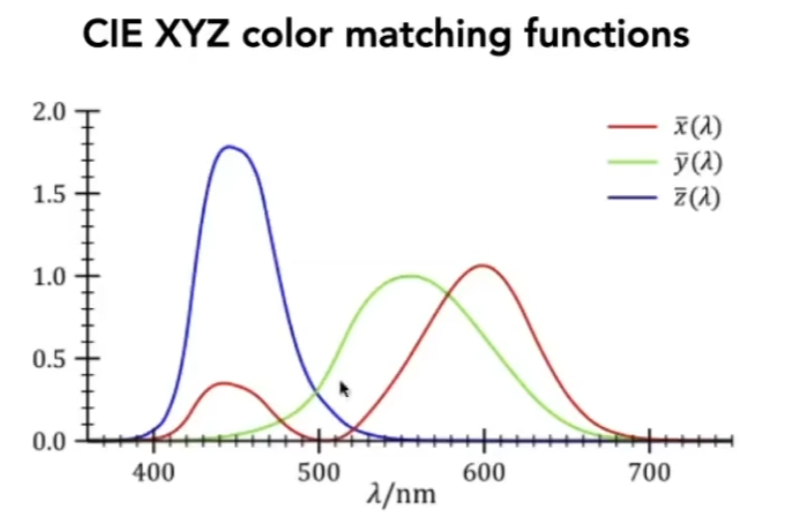 CIE XYZ color matching functions
2.0
1.5
1.0
0.5
0.0
x̄(λ)
ȳ(λ)
z̄(λ)
400 500 600 700
λ/nm